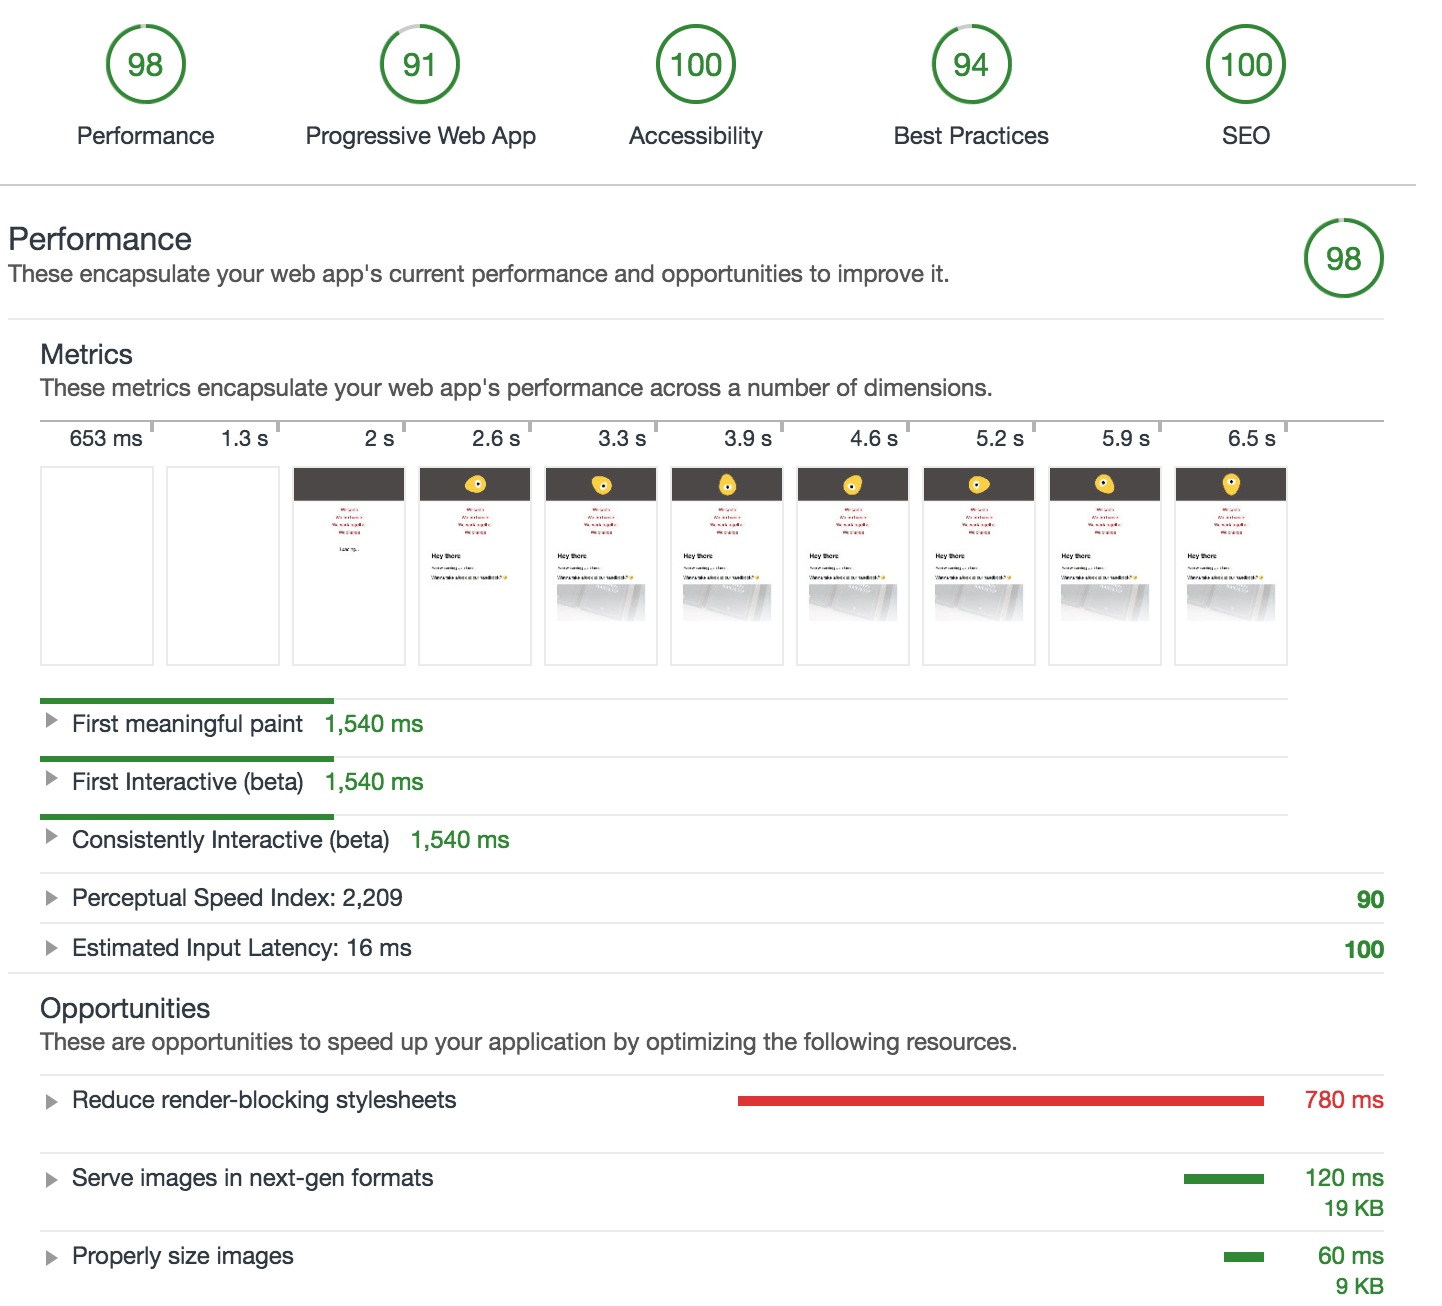 98 91 100 94 100
Performance Progressive Web App Accessibility Best Practices SEO
Performance
These encapsulate your web app's current performance and opportunities to improve it.
98
Metrics
These metrics encapsulate your web app's performance across a number of dimensions.
653 ms 1.3 s 2 s 2.6 s 3.3 s 3.9 s 4.6 s 5.2 s 5.9 s 6.5 s
Hey there Hey there Hey there Hey there Hey there Hey there Hey there
First meaningful paint 1,540 ms
First Interactive (beta) 1,540 ms
Consistently Interactive (beta) 1,540 ms
Perceptual Speed Index: 2,209 90
Estimated Input Latency: 16 ms 100
Opportunities
These are opportunities to speed up your application by optimizing the following resources.
Reduce render-blocking stylesheets 780 ms
Serve images in next-gen formats 120 ms
19 KB
Properly size images 60 ms
9 KB